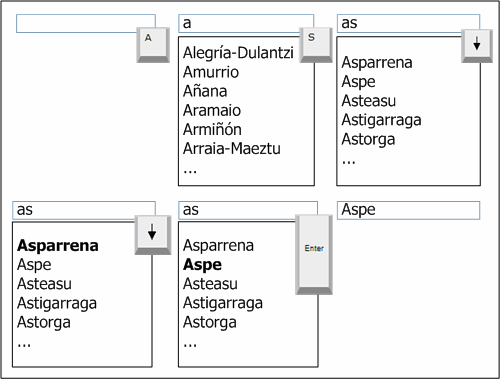 A
a
S
Alegría-Dulantzi
Amurrio
Añana
Aramaio
Armiñón
Arraia-Maeztu
...
as
Asparrena
Aspe
Asteasu
Astigarraga
Astorga
...
as
Asparrena
Aspe
Asteasu
Astigarraga
Astorga
...
as
Enter
Asparrena
Aspe
Asteasu
Astigarraga
Astorga
...
Aspe